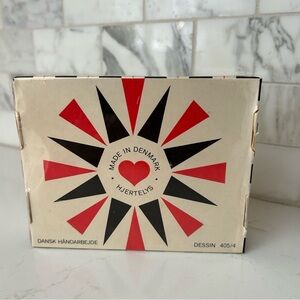 MADE IN DENMARK
HJERTELYS
DANSK HÅNDARBEJDE
DESSIN 405/4